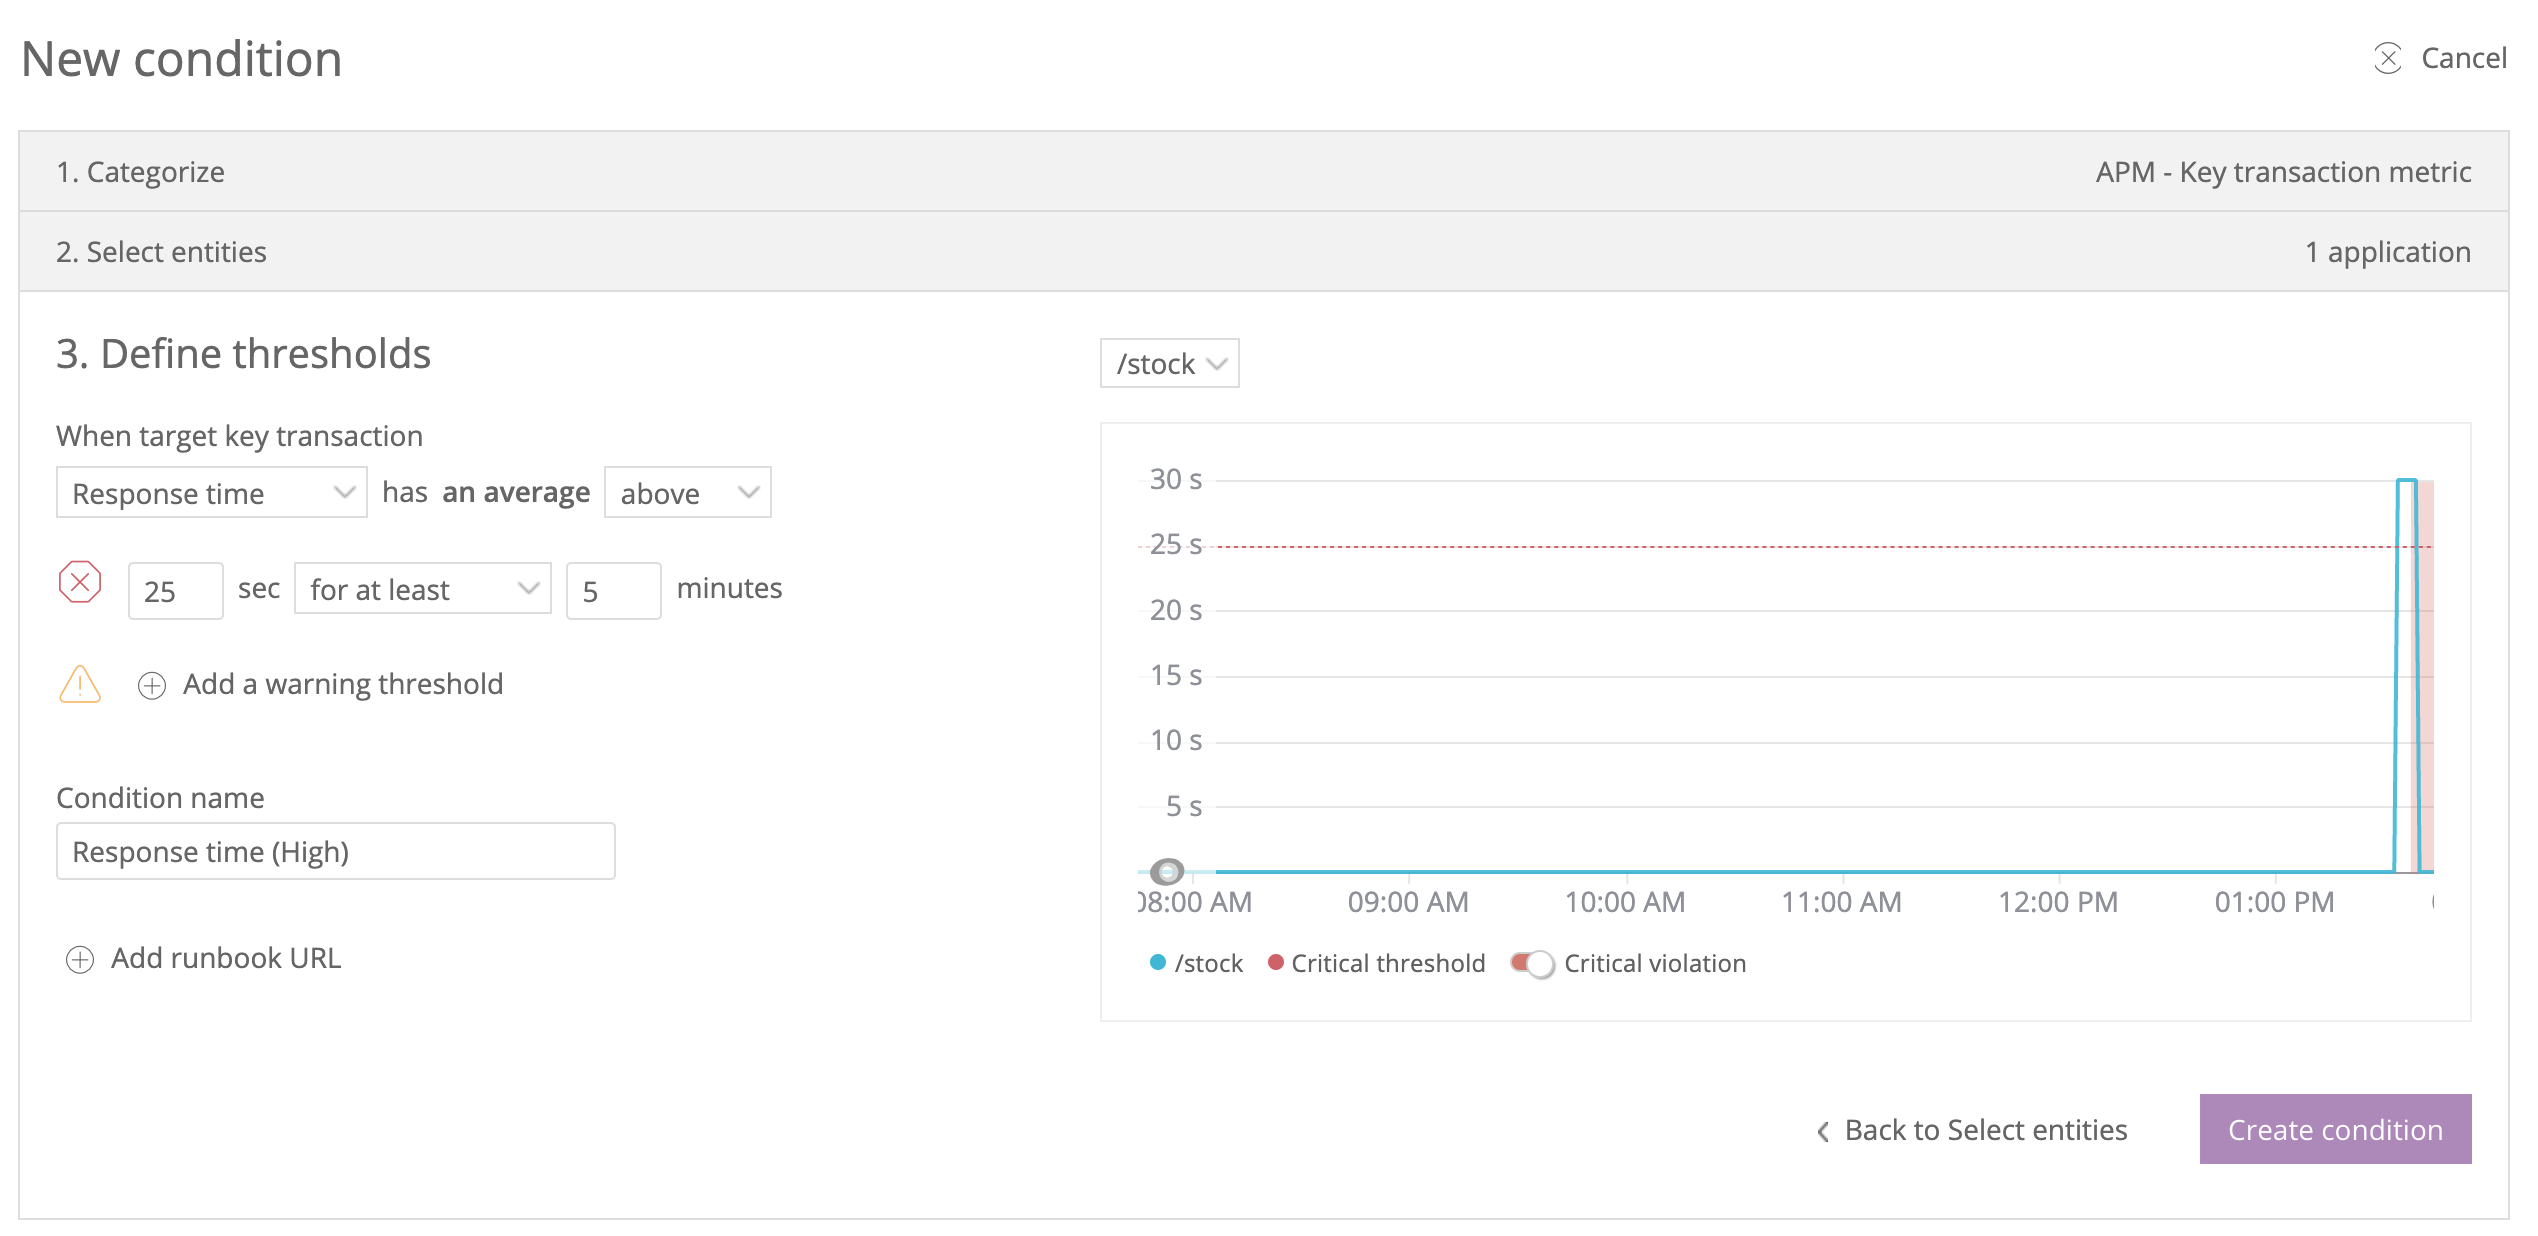 New condition
Cancel
1. Categorize
APM - Key transaction metric
2. Select entities
1 application
3. Define thresholds
/stock
When target key transaction
Response time has an average above
25 sec for at least 5 minutes
Add a warning threshold
Condition name
Response time (High)
Add runbook URL
30 s
25 s
20 s
15 s
10 s
5 s
08:00 AM 09:00 AM 10:00 AM 11:00 AM 12:00 PM 01:00 PM
/stock Critical threshold Critical violation
Back to Select entities
Create condition